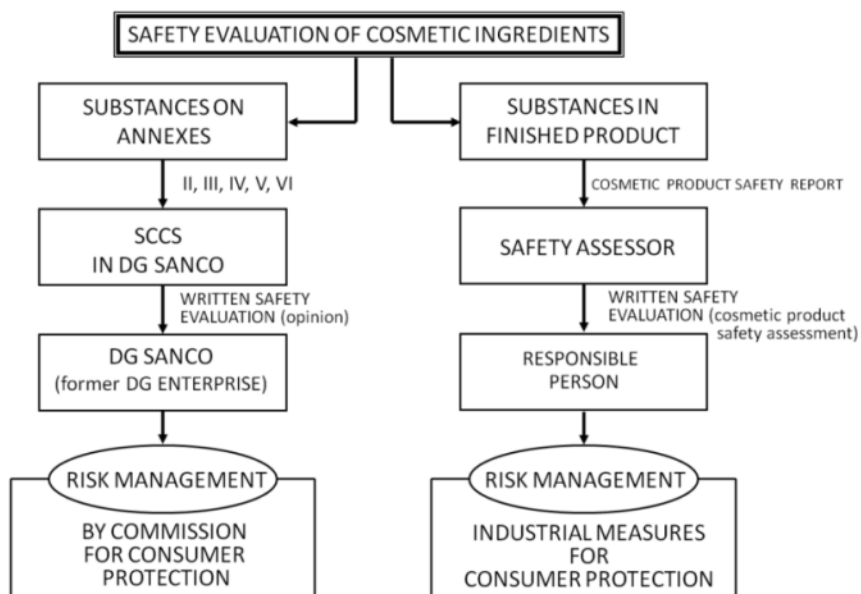 SAFETY EVALUATION OF COSMETIC INGREDIENTS
SUBSTANCES ON
ANNEXES
II, III, IV, V, VI
SCCS
IN DG SANCO
WRITTEN SAFETY
EVALUATION (opinion)
DG SANCO
(former DG ENTERPRISE)
RISK MANAGEMENT
BY COMMISSION
FOR CONSUMER
PROTECTION
SUBSTANCES IN
FINISHED PRODUCT
COSMETIC PRODUCT SAFETY REPORT
SAFETY ASSESSOR
WRITTEN SAFETY
EVALUATION (cosmetic product
safety assessment)
RESPONSIBLE
PERSON
RISK MANAGEMENT
INDUSTRIAL MEASURES
FOR
CONSUMER PROTECTION